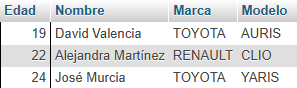 Edad Nombre Marca Modelo
19 David Valencia TOYOTA AURIS
22 Alejandra Martínez RENAULT CLIO
24 José Murcia TOYOTA YARIS